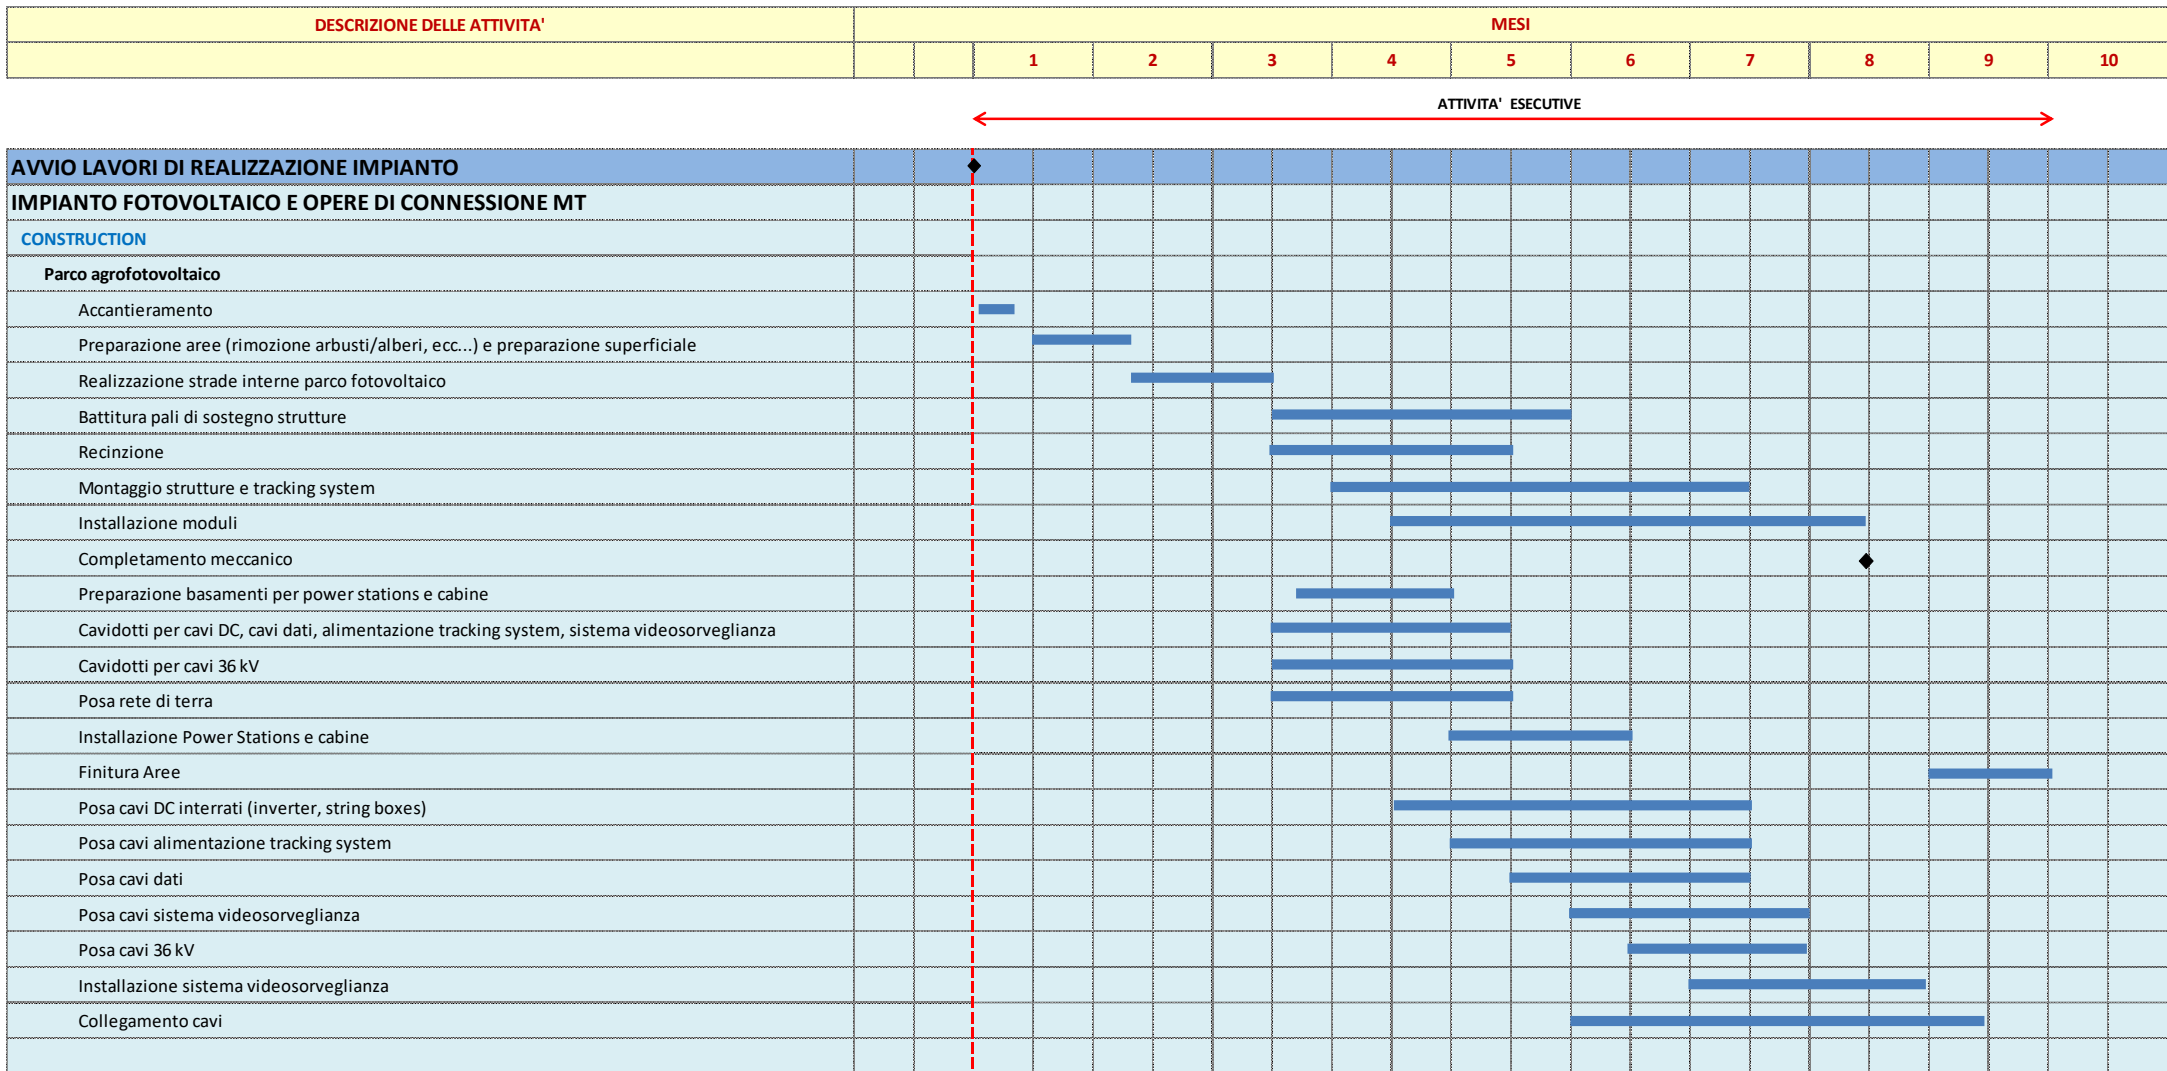 DESCRIZIONE DELLE ATTIVITA' MESI
1 2 3 4 5 6 7 8 9 10
ATTIVITA' ESECUTIVE
AVVIO LAVORI DI REALIZZAZIONE IMPIANTO
IMPIANTO FOTOVOLTAICO E OPERE DI CONNESSIONE MT
CONSTRUCTION
Parco agrofotovoltaico
Accantieramento
Preparazione aree (rimozione arbusti/alberi, ecc...) e preparazione superficiale
Realizzazione strade interne parco fotovoltaico
Battitura pali di sostegno strutture
Recinzione
Montaggio strutture e tracking system
Installazione moduli
Completamento meccanico
Preparazione basamenti per power stations e cabine
Cavidotti per cavi DC, cavi dati, alimentazione tracking system, sistema videosorveglianza
Cavidotti per cavi 36 kV
Posa rete di terra
Installazione Power Stations e cabine
Finitura Aree
Posa cavi DC interrati (inverter, string boxes)
Posa cavi alimentazione tracking system
Posa cavi dati
Posa cavi sistema videosorveglianza
Posa cavi 36 kV
Installazione sistema videosorveglianza
Collegamento cavi